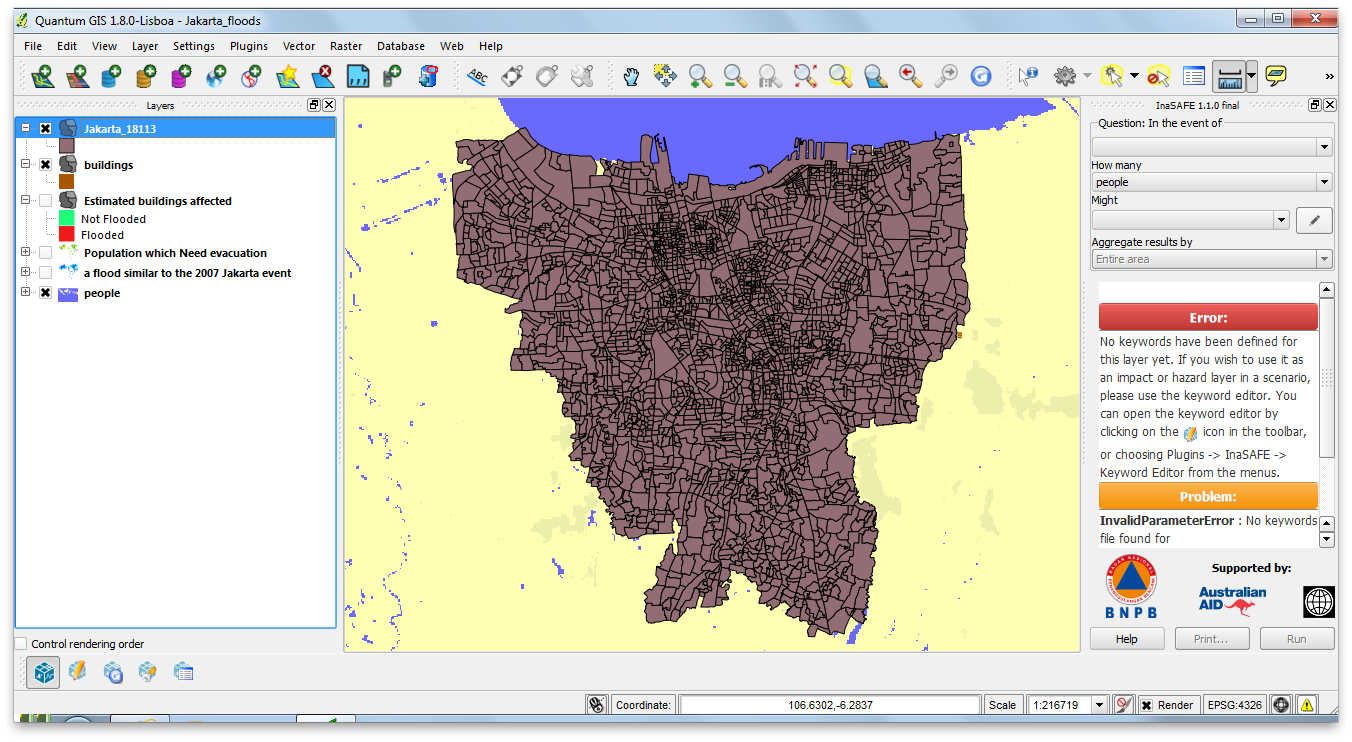 Quantum GIS 1.8.0-Lisboa - Jakarta_floods
File Edit View Layer Settings Plugins Vector Raster Database Web Help
ABC
»
Layers
Jakarta_18113
buildings
Estimated buildings affected
Not Flooded
Flooded
Population which Need evacuation
a flood similar to the 2007 Jakarta event
people
Control rendering order
InaSAFE 1.1.0 final
Question: In the event of
How many
people
Might
Aggregate results by
Entire area
Error:
No keywords have been defined for
this layer yet. If you wish to use it as
an impact or hazard layer in a scenario,
please use the keyword editor. You
can open the keyword editor by
clicking on the icon in the toolbar,
or choosing Plugins -> InaSAFE ->
Keyword Editor from the menus.
Problem:
InvalidParameterError : No keywords
file found for
BNPB
Supported by:
Australian
AID
Help Print... Run
Coordinate: 106.6302,-6.2837 Scale 1:216719 Render EPSG:4326